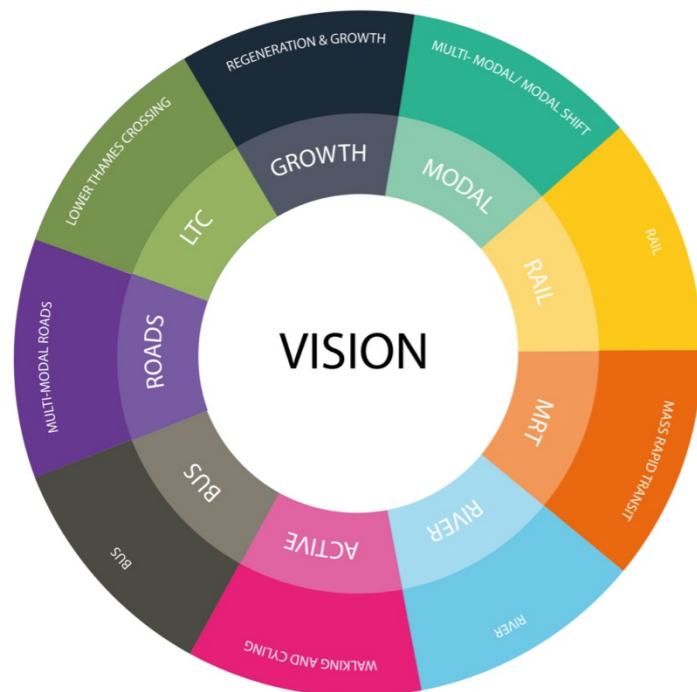 REGENERATION & GROWTH
GROWTH
MULTI- MODAL/ MODAL SHIFT
MODAL
RAIL
RAIL
MASS RAPID TRANSIT
MRT
RIVER
RIVER
WALKING AND CYLING
ACTIVE
BUS
BUS
MULTI-MODAL ROADS
ROADS
LOWER THAMES CROSSING
LTC
VISION